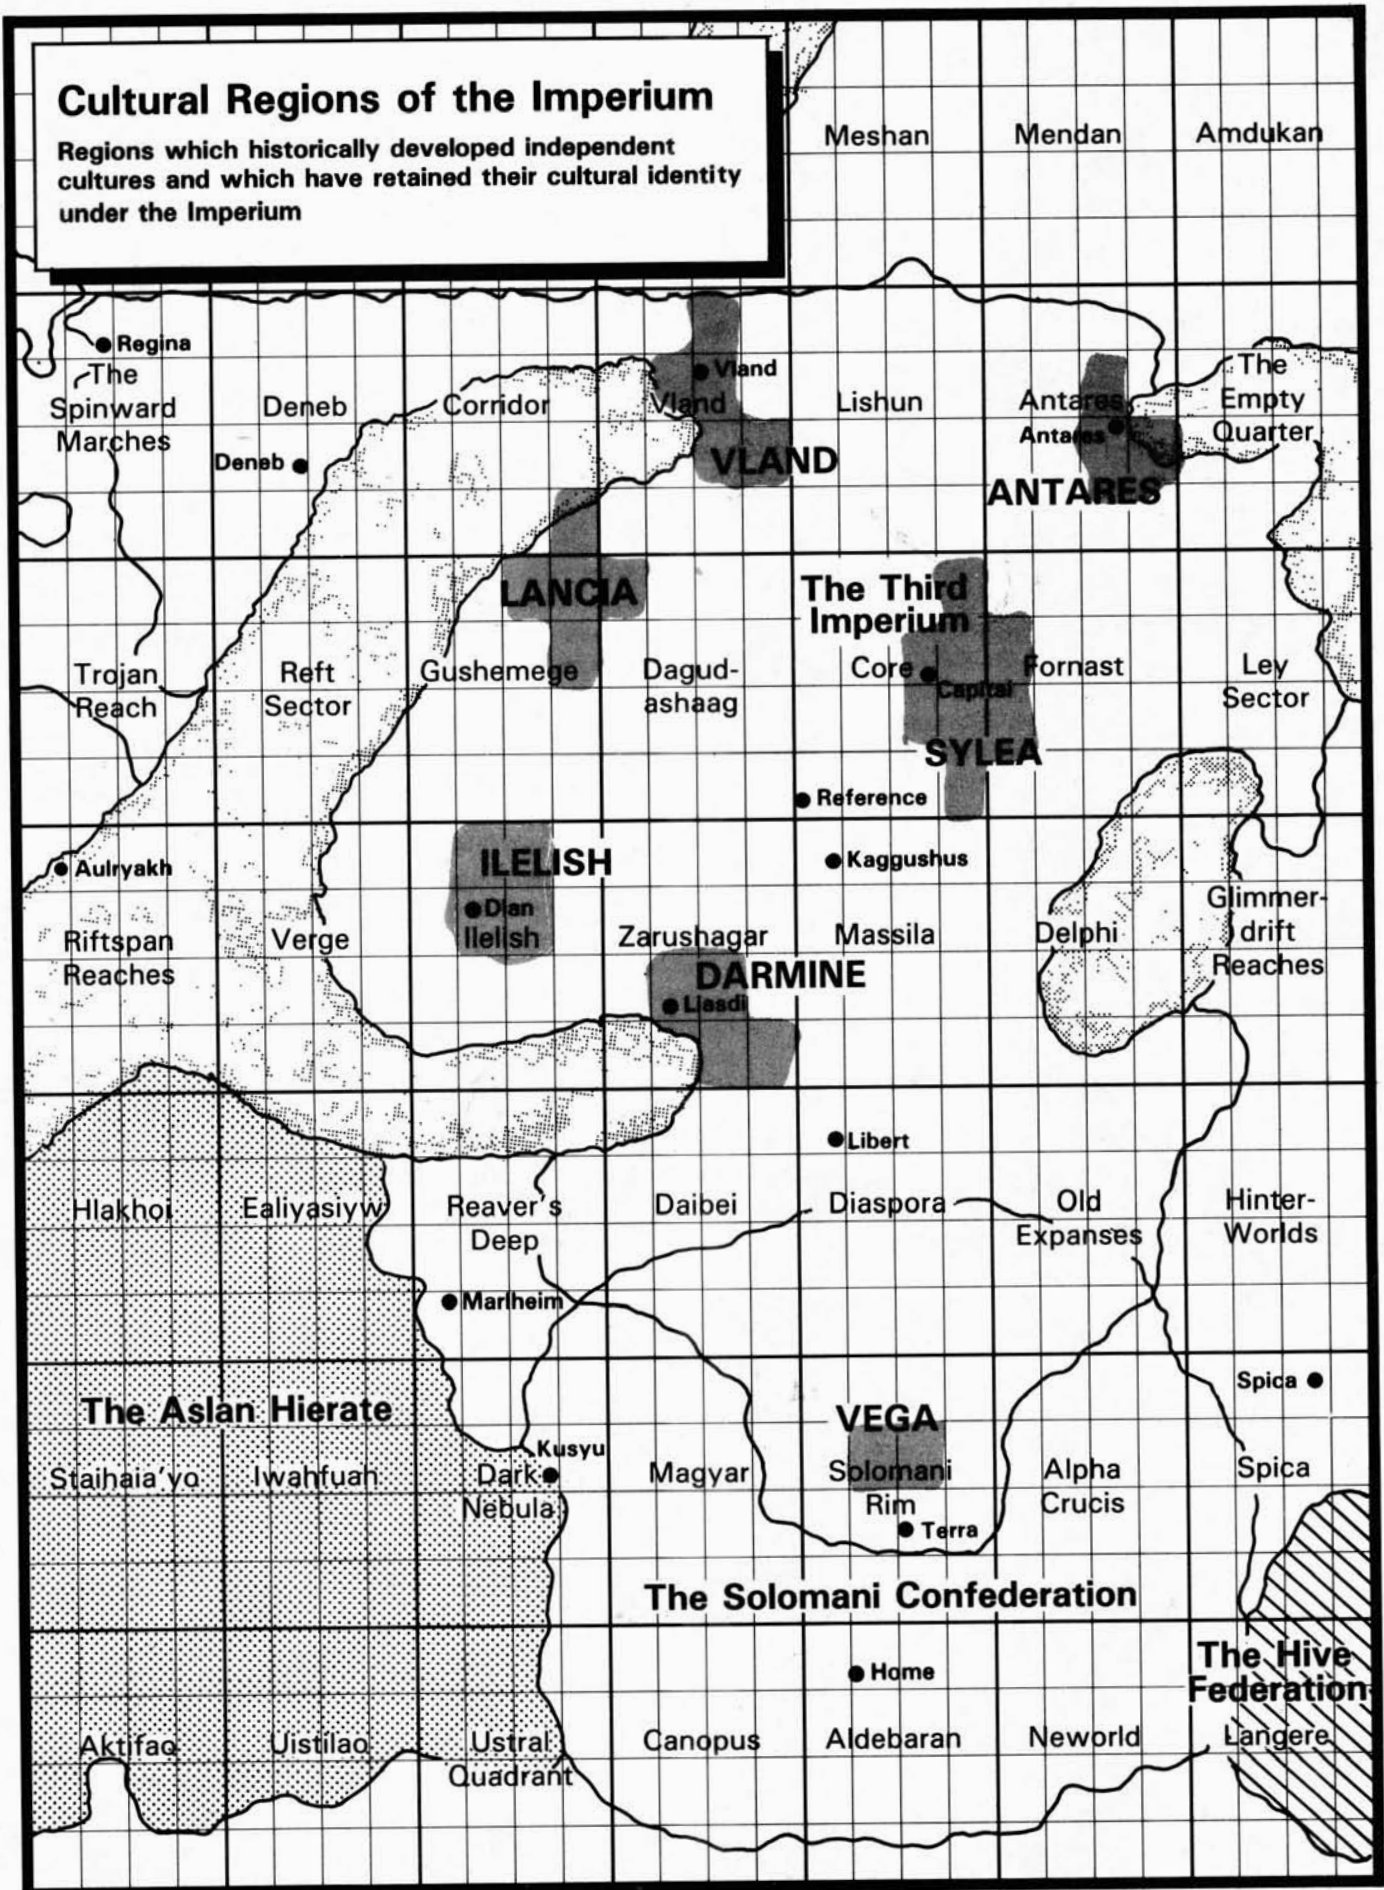 Cultural Regions of the Imperium
Regions which historically developed independent
cultures and which have retained their cultural identity
under the Imperium
Meshan
Mendan
Amdukan
Regina
The
Spinward
Marches
Deneb
Deneb
Corridor
Vland
Vland
VLAND
Lishun
Antares
Antares
ANTARES
The
Empty
Quarter
LANCIA
The Third
Imperium
Trojan
Reach
Reft
Sector
Gushemege
Dagud-
ashaag
Core
Capital
Fornast
Ley
Sector
SYLEA
Reference
Aulryakh
ILELISH
Dlan
Ilelish
Kaggushus
Riftspan
Reaches
Verge
Zarushagar
Massila
Delphi
Glimmer-
drift
Reaches
DARMINE
Liasdi
Libert
Hlakhoi
Ealiyasiyw
Reaver's
Deep
Daibei
Diaspora
Old
Expanses
Hinter-
Worlds
Marlheim
Spica
The Aslan Hierate
VEGA
Kusyu
Staihaia'yo
Iwahfuah
Dark
Nebula
Magyar
Solomani
Rim
Alpha
Crucis
Spica
Terra
The Solomani Confederation
The Hive
Federation
Home
Aktifao
Uistilao
Ustral
Quadrant
Canopus
Aldebaran
Neworld
Langere